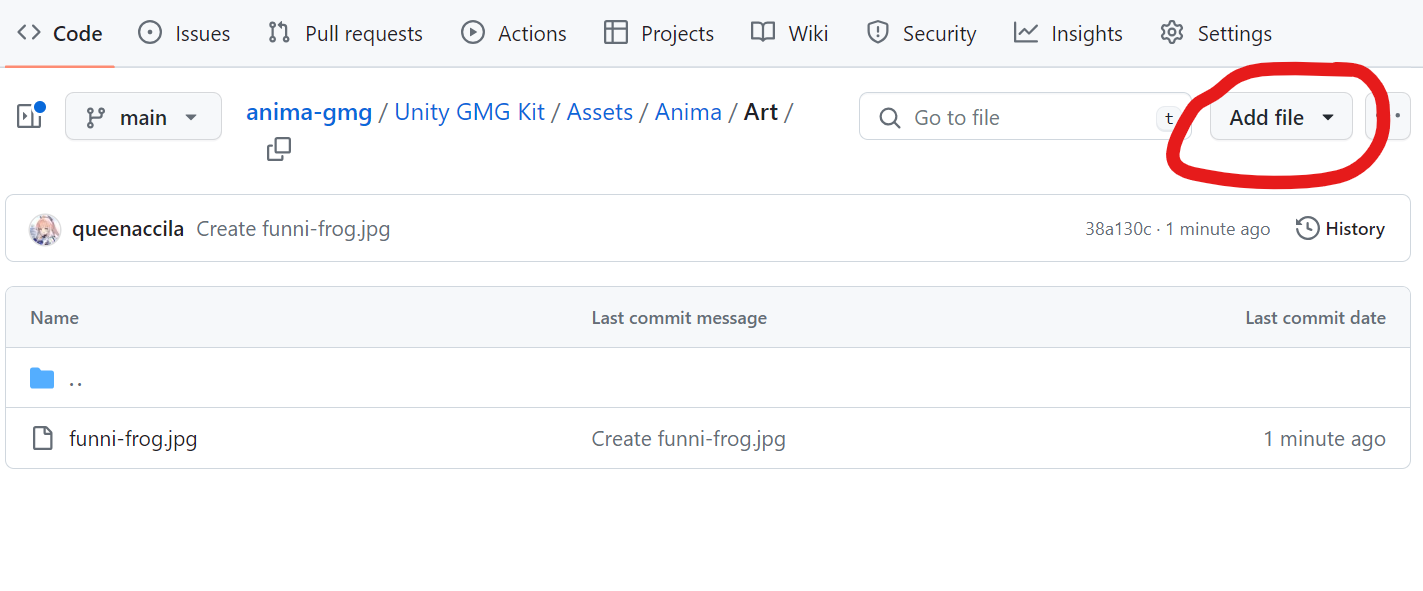 Code Issues Pull requests Actions Projects Wiki Security Insights Settings
main anima-gmg / Unity GMG Kit / Assets / Anima / Art / Go to file t Add file
queenaccila Create funni-frog.jpg 38a130c · 1 minute ago History
Name Last commit message Last commit date
..
funni-frog.jpg Create funni-frog.jpg 1 minute ago